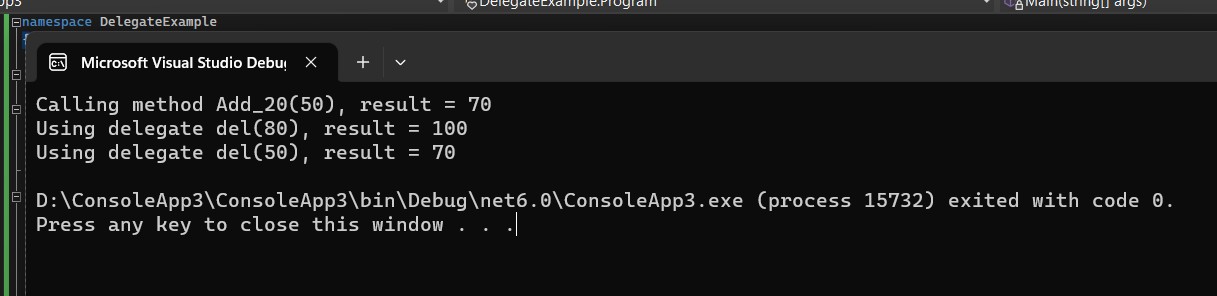 pp3 DelegateExample.Program Main(string[] args)
namespace DelegateExample
Microsoft Visual Studio Debu
Calling method Add_20(50), result = 70
Using delegate del(80), result = 100
Using delegate del(50), result = 70
D:\ConsoleApp3\ConsoleApp3\bin\Debug\net6.0\ConsoleApp3.exe (process 15732) exited with code 0.
Press any key to close this window . . .